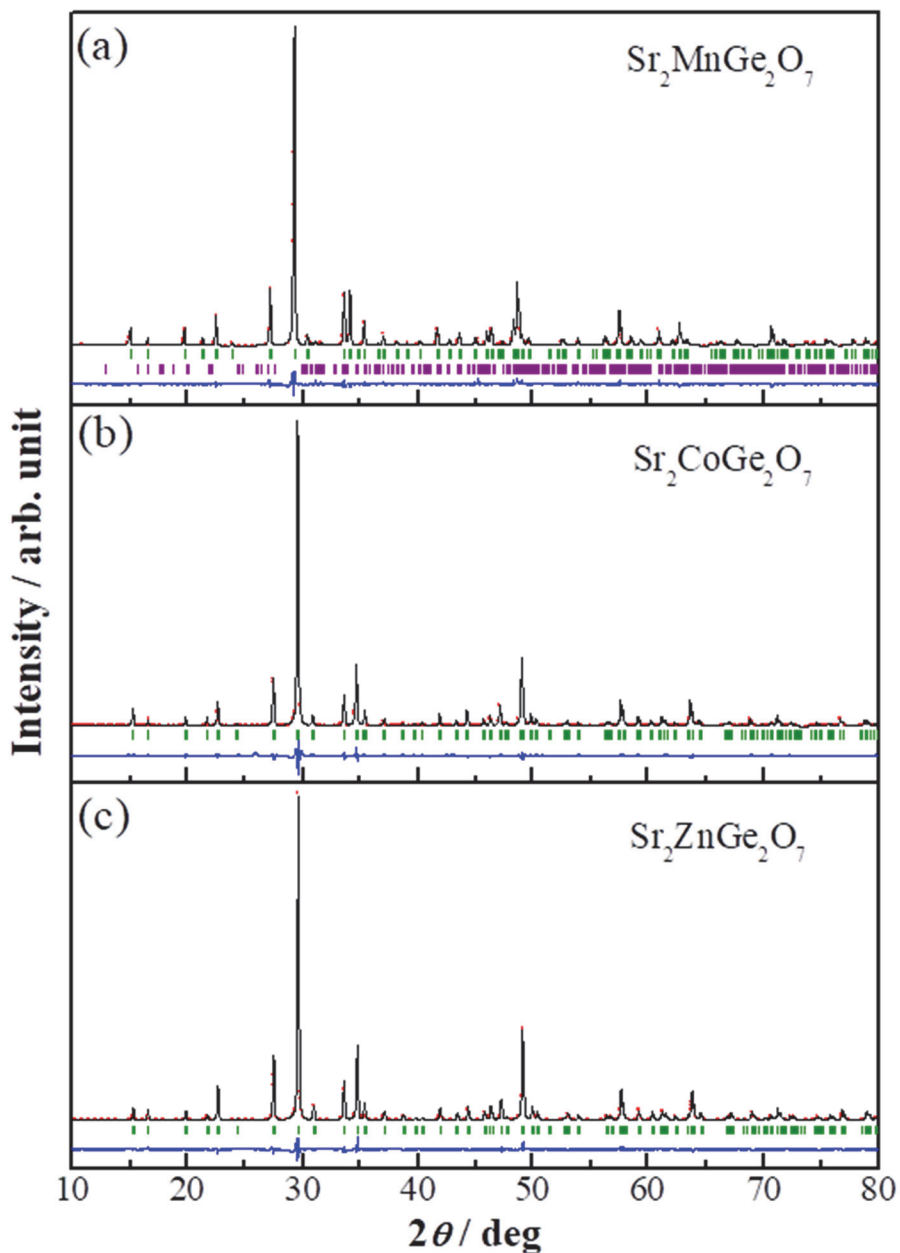 (a)
Sr₂MnGe₂O₇
(b)
Sr₂CoGe₂O₇
(c)
Sr₂ZnGe₂O₇
Intensity / arb. unit
10 20 30 40 50 60 70 80
2θ / deg